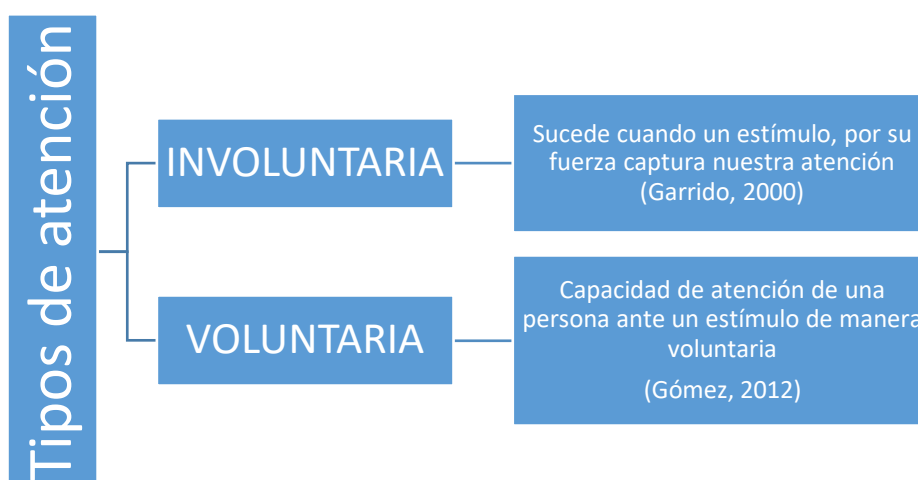 Tipos de atención
INVOLUNTARIA
Sucede cuando un estímulo, por su
fuerza captura nuestra atención
(Garrido, 2000)
VOLUNTARIA
Capacidad de atención de una
persona ante un estímulo de manera
voluntaria
(Gómez, 2012)